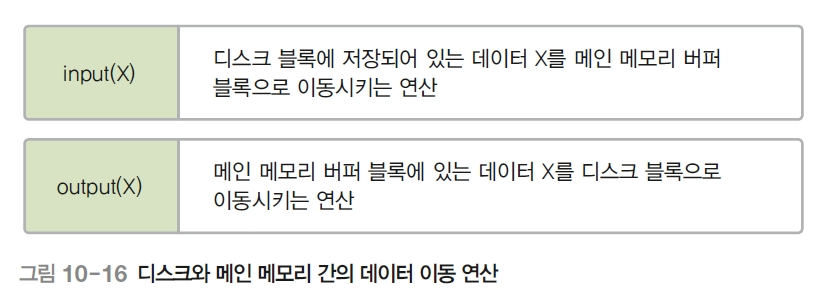 input(X)
디스크 블록에 저장되어 있는 데이터 X를 메인 메모리 버퍼
블록으로 이동시키는 연산
output(X)
메인 메모리 버퍼 블록에 있는 데이터 X를 디스크 블록으로
이동시키는 연산
그림 10-16 디스크와 메인 메모리 간의 데이터 이동 연산